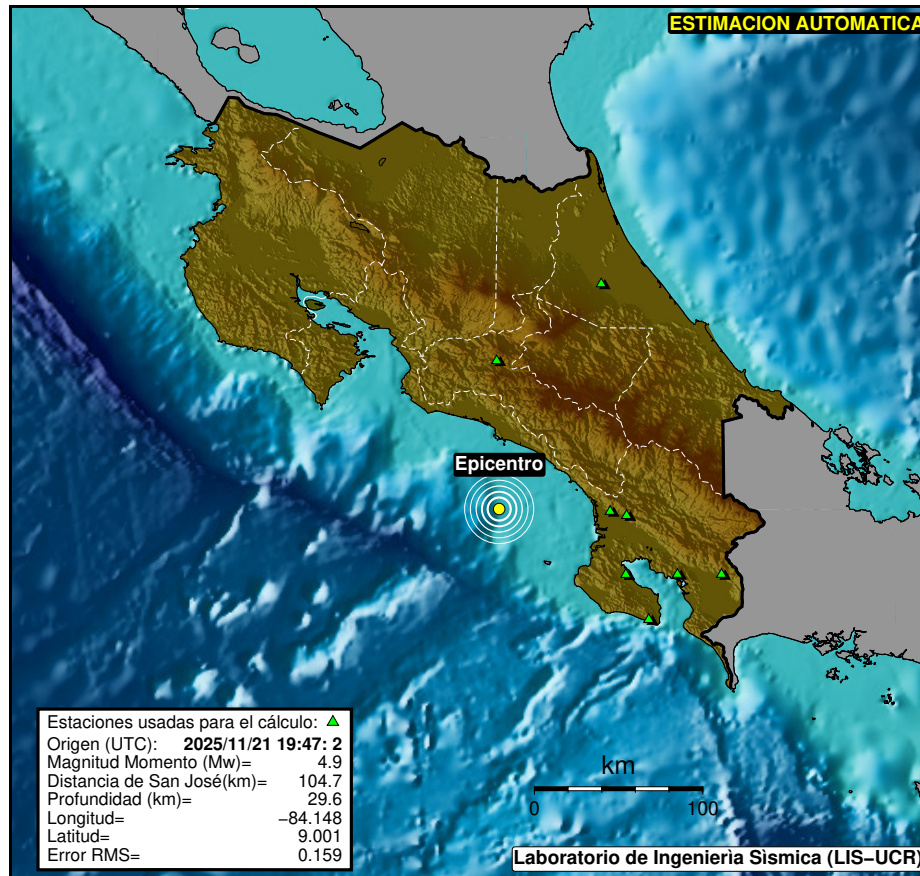 ESTIMACION AUTOMATICA
Epicentro
Estaciones usadas para el cálculo:
Origen (UTC): 2025/11/21 19:47: 2
Magnitud Momento (Mw)= 4.9
Distancia de San José(km)= 104.7
Profundidad (km)= 29.6
Longitud= −84.148
Latitud= 9.001
Error RMS= 0.159
km
0 100
Laboratorio de Ingenierìa Sìsmica (LIS−UCR)